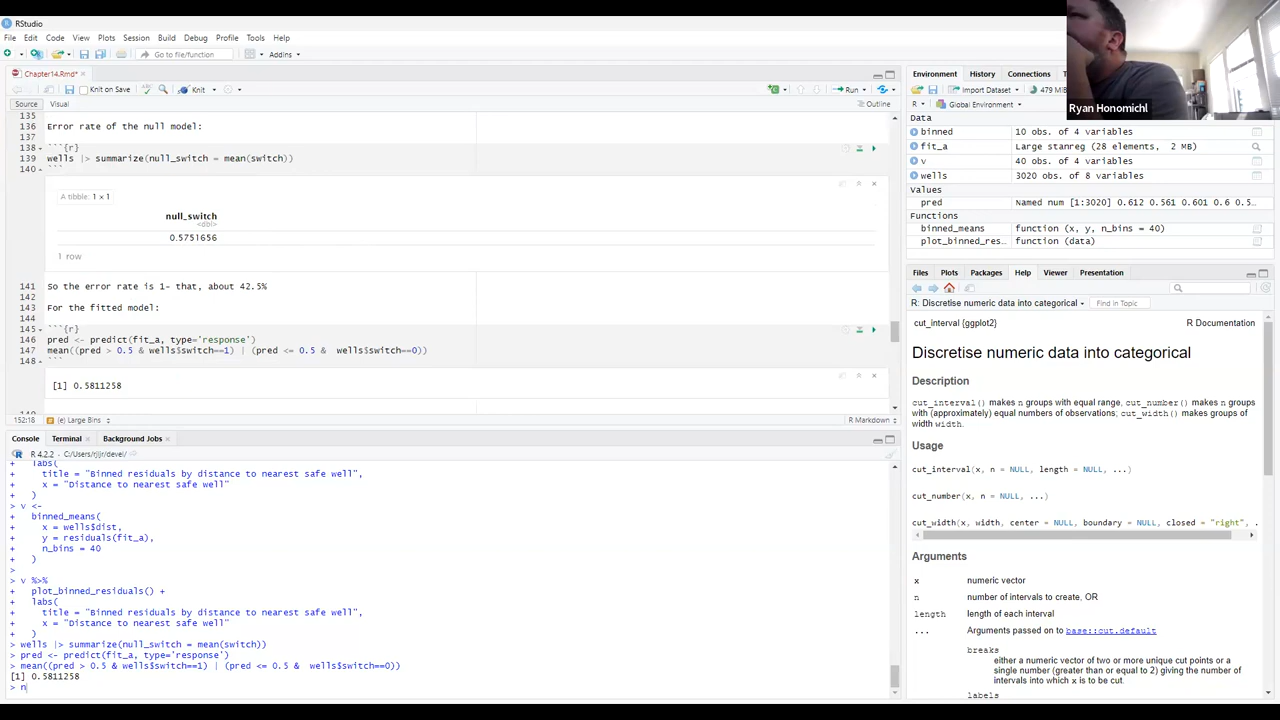 RStudio
File Edit Code View Plots Session Build Debug Profile Tools Help
Go to file/function Addins
Chapter14.Rmd*
Knit on Save Knit Run
Source Visual Outline
135
136 Error rate of the null model:
137
138 ```{r}
139 wells |> summarize(null_switch = mean(switch))
140 ```
A tibble: 1 × 1
null_switch
<dbl>
0.5751656
1 row
141 So the error rate is 1- that, about 42.5%
142
143 For the fitted model:
144
145 ```{r}
146 pred <- predict(fit_a, type='response')
147 mean((pred > 0.5 & wells$switch==1) | (pred <= 0.5 &  wells$switch==0))
148 ```
[1] 0.5811258
152:18 (e) Large Bins R Markdown
Console Terminal Background Jobs
R 4.2.2 · C:/Users/rjljr/devel/
+   labs(
+     title = "Binned residuals by distance to nearest safe well",
+     x = "Distance to nearest safe well"
+   )
> v <-
+   binned_means(
+     x = wells$dist,
+     y = residuals(fit_a),
+     n_bins = 40
+   )
>
> v %>%
+   plot_binned_residuals() +
+   labs(
+     title = "Binned residuals by distance to nearest safe well",
+     x = "Distance to nearest safe well"
+   )
> wells |> summarize(null_switch = mean(switch))
> pred <- predict(fit_a, type='response')
> mean((pred > 0.5 & wells$switch==1) | (pred <= 0.5 &  wells$switch==0))
[1] 0.5811258
> n
Environment History Connections
Import Dataset 479 MiB
R Global Environment
Data
binned 10 obs. of 4 variables
fit_a Large stanreg (28 elements, 2 MB)
v 40 obs. of 4 variables
wells 3020 obs. of 8 variables
Values
pred Named num [1:3020] 0.612 0.561 0.601 0.6 0.5…
Functions
binned_means function (x, y, n_bins = 40)
plot_binned_res… function (data)
Ryan Honomichl
Files Plots Packages Help Viewer Presentation
R: Discretise numeric data into categorical Find in Topic
cut_interval {ggplot2} R Documentation
Discretise numeric data into categorical
Description
cut_interval() makes n groups with equal range, cut_number() makes n groups
with (approximately) equal numbers of observations; cut_width() makes groups of
width width.
Usage
cut_interval(x, n = NULL, length = NULL, ...)
cut_number(x, n = NULL, ...)
cut_width(x, width, center = NULL, boundary = NULL, closed = "right", .
Arguments
x numeric vector
n number of intervals to create, OR
length length of each interval
... Arguments passed on to base::cut.default
breaks
either a numeric vector of two or more unique cut points or a
single number (greater than or equal to 2) giving the number of
intervals into which x is to be cut.
labels